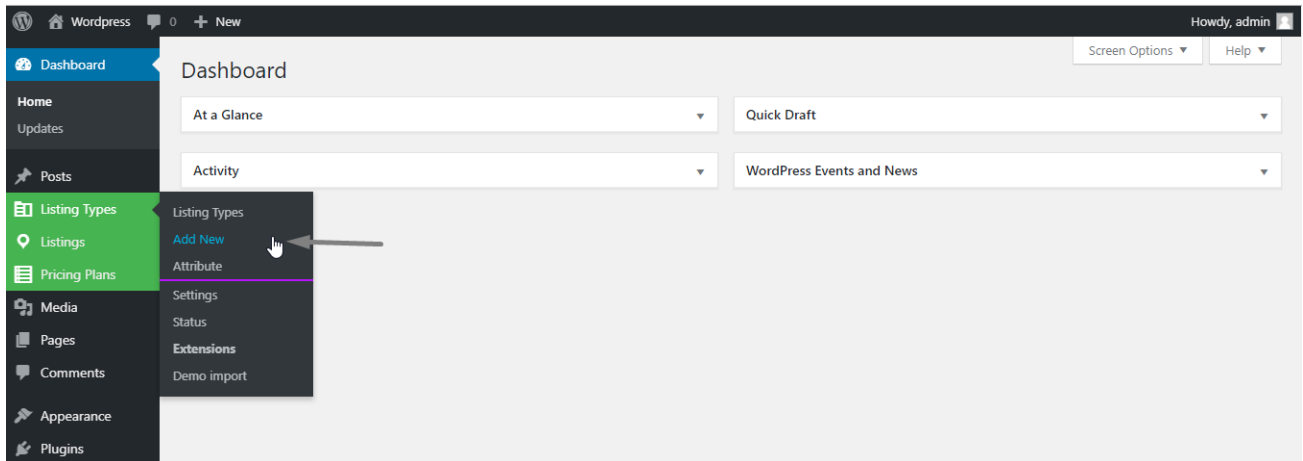 Wordpress 0 New Howdy, admin
Screen Options Help
Dashboard
Home
Updates
Posts
Listing Types
Listings
Pricing Plans
Media
Pages
Comments
Appearance
Plugins
Listing Types
Add New
Attribute
Settings
Status
Extensions
Demo import
Dashboard
At a Glance
Quick Draft
Activity
WordPress Events and News